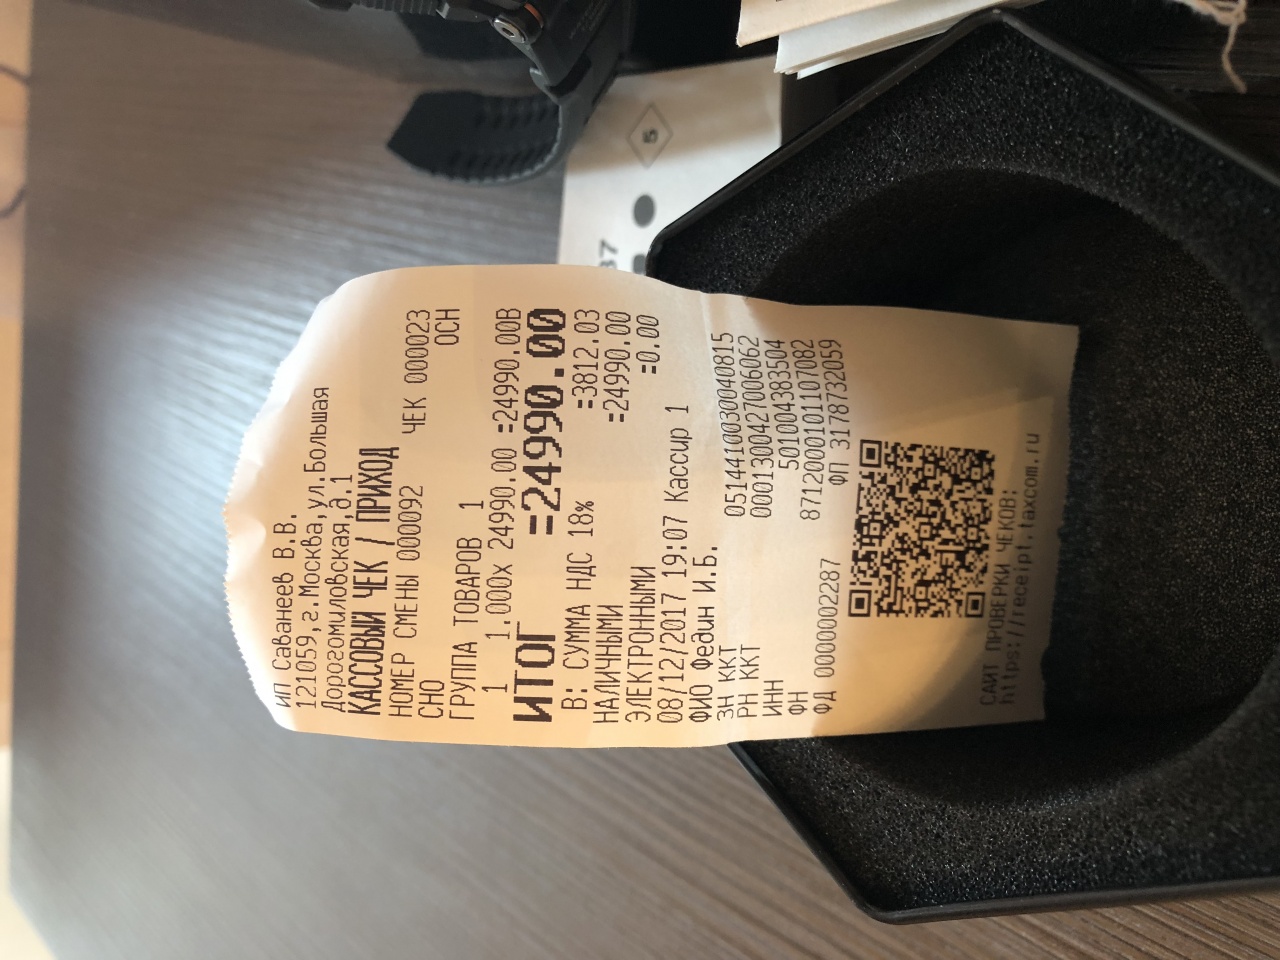 ИП Саванеев В.В.
121059,г.Москва,ул.Большая
Дорогомиловская,д.1
КАССОВЫЙ ЧЕК / ПРИХОД
НОМЕР СМЕНЫ 000092 ЧЕК 000023
СНО ОСН
ГРУППА ТОВАРОВ 1
1 1.000x 24990.00 =24990.00В
ИТОГ =24990.00
В: СУММА НДС 18% =3812.03
НАЛИЧНЫМИ =24990.00
ЭЛЕКТРОННЫМИ =0.00
08/12/2017 19:07 Кассир 1
ФИО Федин И.Б.
ЗН ККТ 0514410030040815
РН ККТ 0001300427006062
ИНН 501004383504
ФН 8712000101107082
ФД 0000002287 ФП 3178732059
САЙТ ПРОВЕРКИ ЧЕКОВ:
https://receipt.taxcom.ru
5